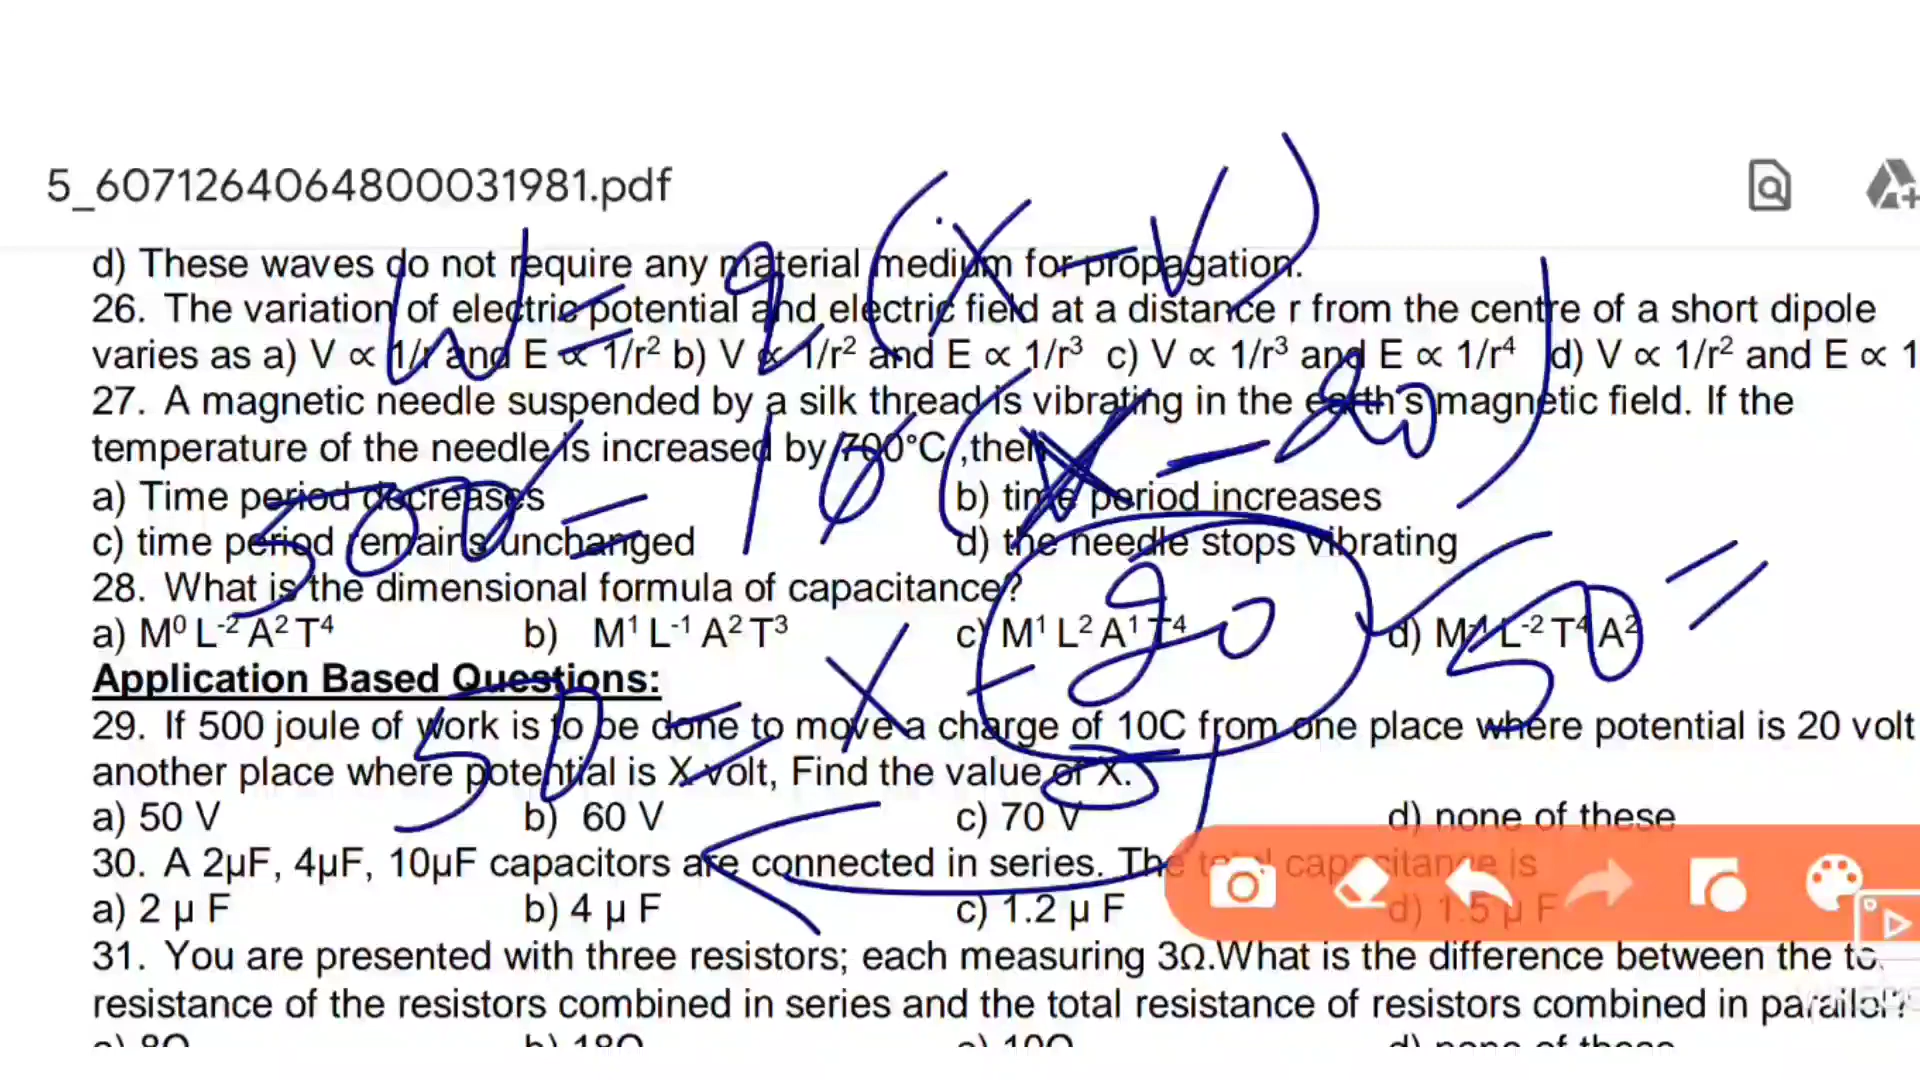 5_6071264064800031981.pdf
d) These waves do not require any material medium for propagation.
W = q (X - V)
26. The variation of electric potential and electric field at a distance r from the centre of a short dipole
varies as a) V ∝ 1/r and E ∝ 1/r² b) V ∝ 1/r² and E ∝ 1/r³ c) V ∝ 1/r³ and E ∝ 1/r⁴ d) V ∝ 1/r² and E ∝ 1
27. A magnetic needle suspended by a silk thread is vibrating in the earth's magnetic field. If the
temperature of the needle is increased by 700°C ,then
500 = 10 (X - 20)
a) Time period decreases b) time period increases
c) time period remains unchanged d) the needle stops vibrating
28. What is the dimensional formula of capacitance?
a) M⁰ L⁻² A² T⁴ b) M¹ L⁻¹ A² T³ c) M¹ L² A¹ T⁴ d) M⁻¹ L⁻² T⁴ A²
50 = X - 20
50 =
Application Based Questions:
29. If 500 joule of work is to be done to move a charge of 10C from one place where potential is 20 volt
another place where potential is X volt, Find the value of X.
a) 50 V b) 60 V c) 70 V d) none of these
30. A 2μF, 4μF, 10μF capacitors are connected in series. The total capacitance is
a) 2 μ F b) 4 μ F c) 1.2 μ F d) 1.5 μ F
31. You are presented with three resistors; each measuring 3Ω.What is the difference between the
resistance of the resistors combined in series and the total resistance of resistors combined in parallel?